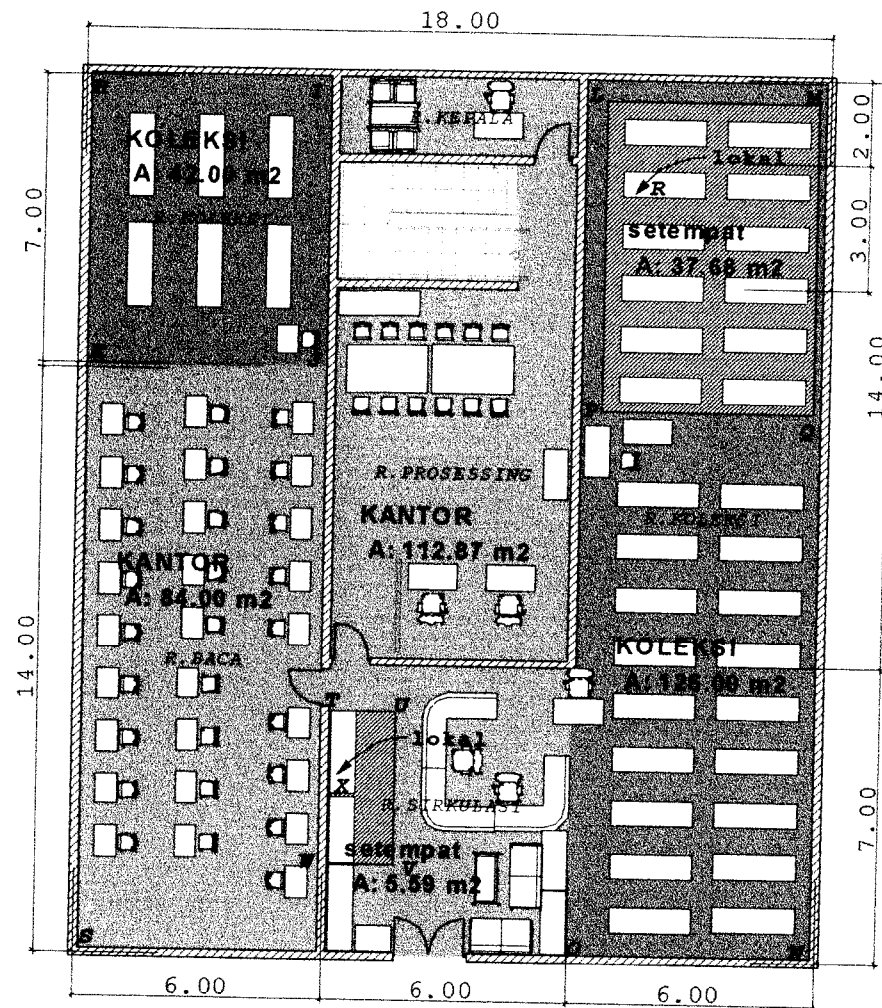 18.00
H
I
L
M
R.KEPALA
2.00
KOLEKSI
A: 42.00 m2
lokal
R
7.00
3.00
setempat
A: 37.68 m2
K
J
P
Q
14.00
R.PROSESSING
KANTOR
A: 112.87 m2
R.KOLEKSI
KANTOR
A: 84.00 m2
R.BACA
KOLEKSI
A: 126.00 m2
14.00
T
U
lokal
X
R.SIRKULASI
7.00
setempat
V
A: 5.59 m2
W
S
O
N
6.00
6.00
6.00